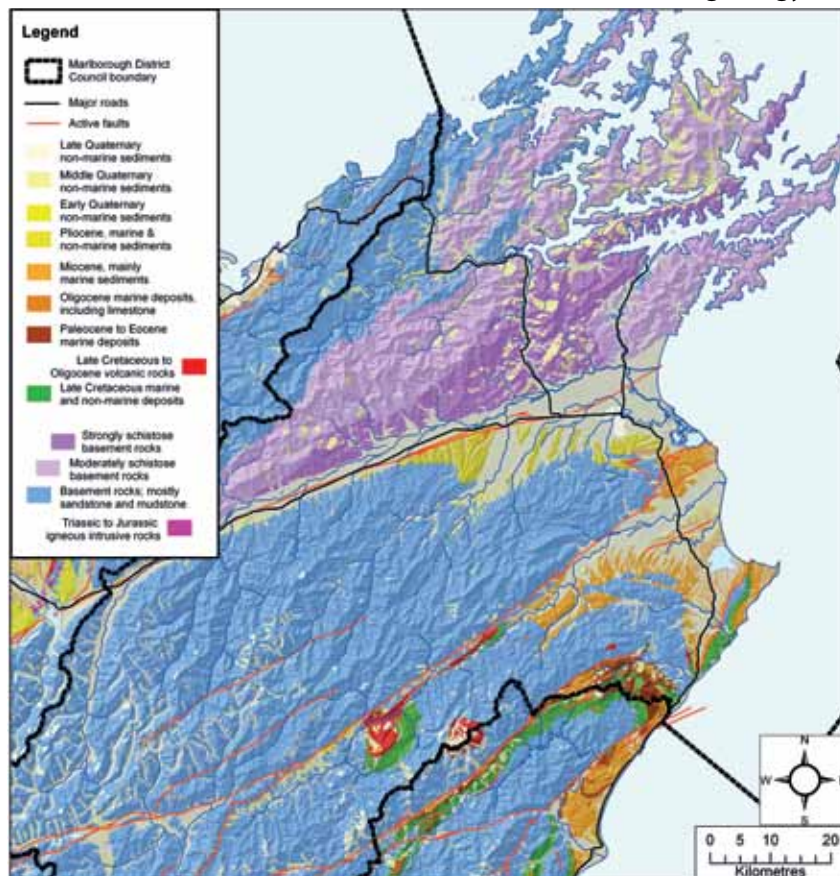 Legend
Marlborough District
Council boundary
Major roads
Active faults
Late Quaternary
non-marine sediments
Middle Quaternary
non-marine sediments
Early Quaternary
non-marine sediments
Pliocene, marine &
non-marine sediments
Miocene, mainly
marine sediments
Oligocene marine deposits,
including limestone
Paleocene to Eocene
marine deposits
Late Cretaceous to
Oligocene volcanic rocks
Late Cretaceous marine
and non-marine deposits
Strongly schistose
basement rocks
Moderately schistose
basement rocks
Basement rocks; mostly
sandstone and mudstone
Triassic to Jurassic
igneous intrusive rocks
N
W
S
0 5 10 15 20
Kilometres